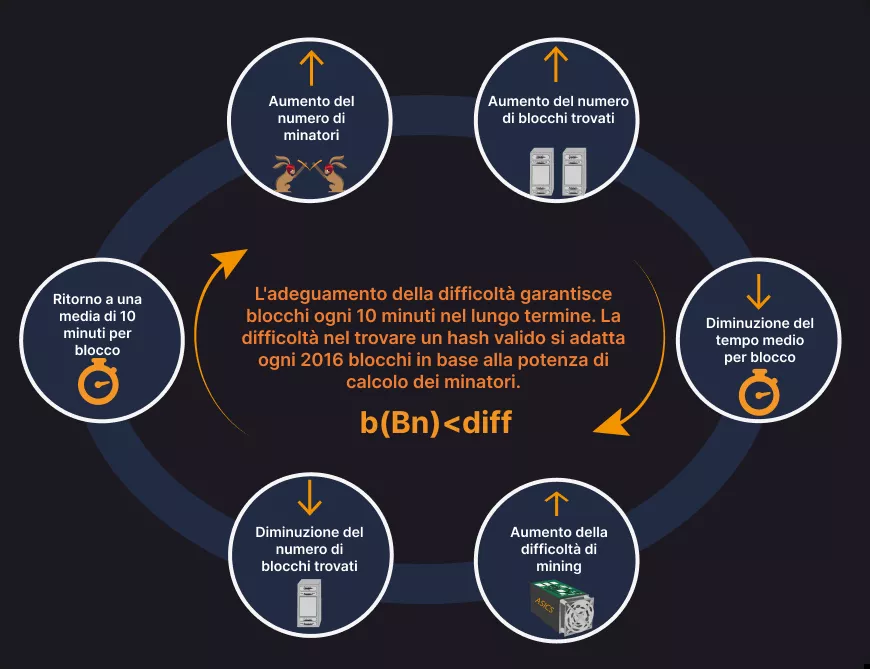 Aumento del
numero di
minatori
Aumento del numero
di blocchi trovati
Diminuzione del
tempo medio
per blocco
Aumento della
difficoltà di
mining
ASICS
Diminuzione del
numero di
blocchi trovati
Ritorno a una
media di 10
minuti per
blocco
L'adeguamento della difficoltà garantisce
blocchi ogni 10 minuti nel lungo termine. La
difficoltà nel trovare un hash valido si adatta
ogni 2016 blocchi in base alla potenza di
calcolo dei minatori.
b(Bn)<diff